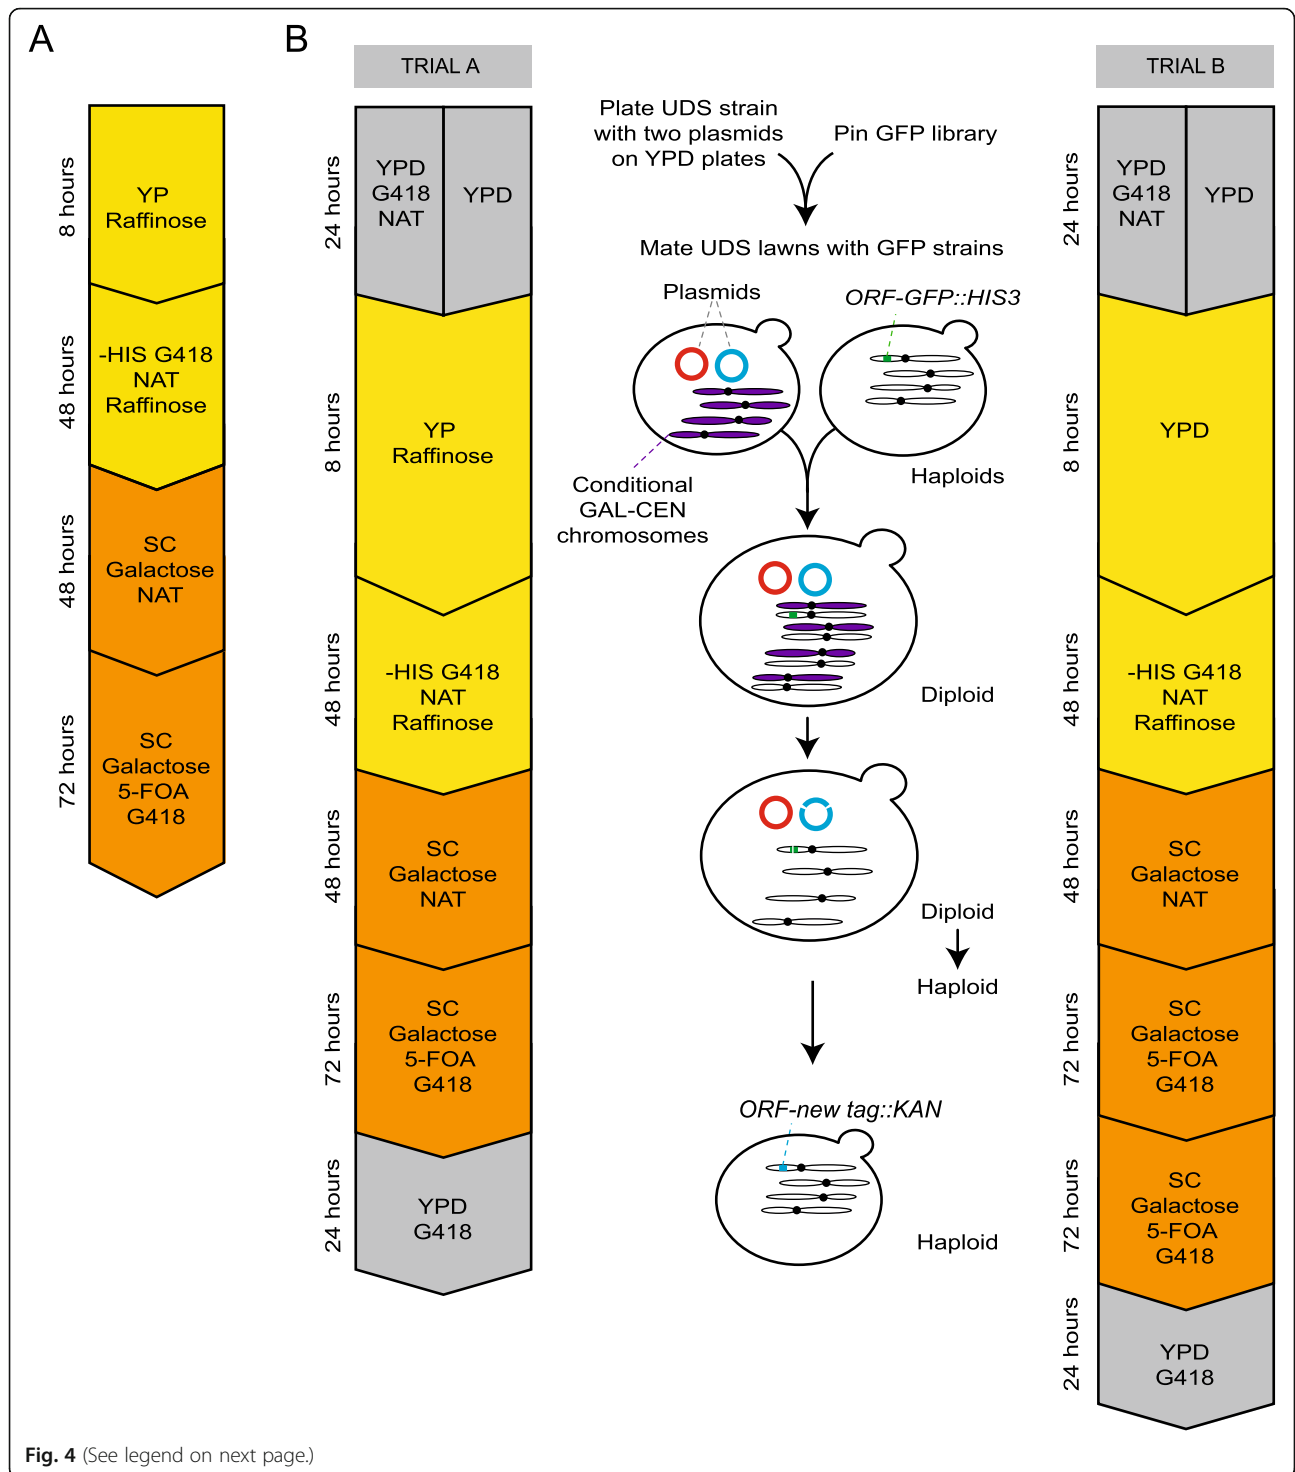 A
8 hours
YP
Raffinose
48 hours
-HIS G418
NAT
Raffinose
48 hours
SC
Galactose
NAT
72 hours
SC
Galactose
5-FOA
G418
B
TRIAL A
24 hours
YPD
G418
NAT
YPD
8 hours
YP
Raffinose
48 hours
-HIS G418
NAT
Raffinose
48 hours
SC
Galactose
NAT
72 hours
SC
Galactose
5-FOA
G418
24 hours
YPD
G418
Plate UDS strain
with two plasmids
on YPD plates
Pin GFP library
Mate UDS lawns with GFP strains
Plasmids
ORF-GFP::HIS3
Conditional
GAL-CEN
chromosomes
Haploids
Diploid
Diploid
Haploid
ORF-new tag::KAN
Haploid
TRIAL B
24 hours
YPD
G418
NAT
YPD
8 hours
YPD
48 hours
-HIS G418
NAT
Raffinose
48 hours
SC
Galactose
NAT
72 hours
SC
Galactose
5-FOA
G418
72 hours
SC
Galactose
5-FOA
G418
24 hours
YPD
G418
Fig. 4 (See legend on next page.)